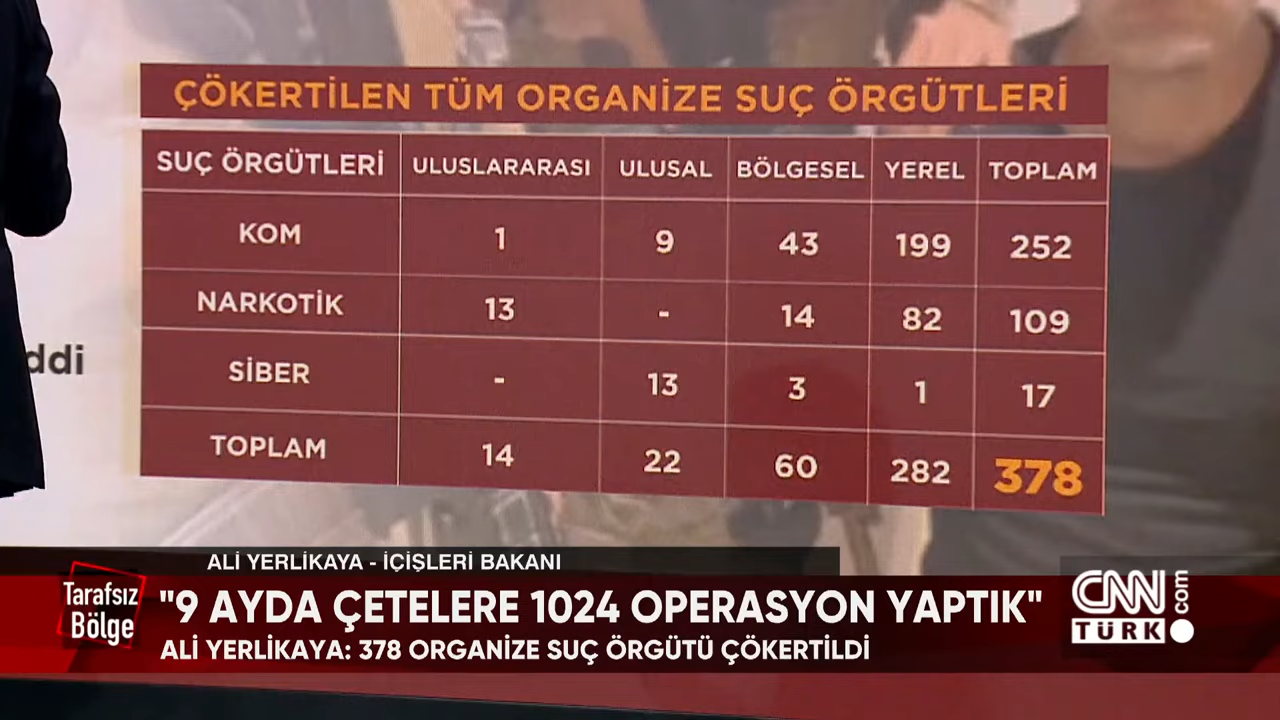 ÇÖKERTİLEN TÜM ORGANİZE SUÇ ÖRGÜTLERİ
SUÇ ÖRGÜTLERİ ULUSLARARASI ULUSAL BÖLGESEL YEREL TOPLAM
KOM 1 9 43 199 252
NARKOTİK 13 - 14 82 109
SİBER - 13 3 1 17
TOPLAM 14 22 60 282 378
ddi
ALİ YERLİKAYA - İÇİŞLERİ BAKANI
Tarafsız
Bölge
"9 AYDA ÇETELERE 1024 OPERASYON YAPTIK"
ALİ YERLİKAYA: 378 ORGANİZE SUÇ ÖRGÜTÜ ÇÖKERTİLDİ
CNN
TÜRK
.com